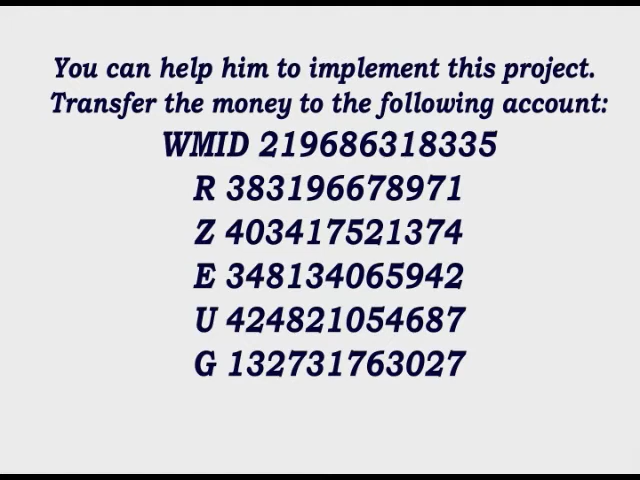 You can help him to implement this project.
Transfer the money to the following account:
WMID 219686318335
R 383196678971
Z 403417521374
E 348134065942
U 424821054687
G 132731763027